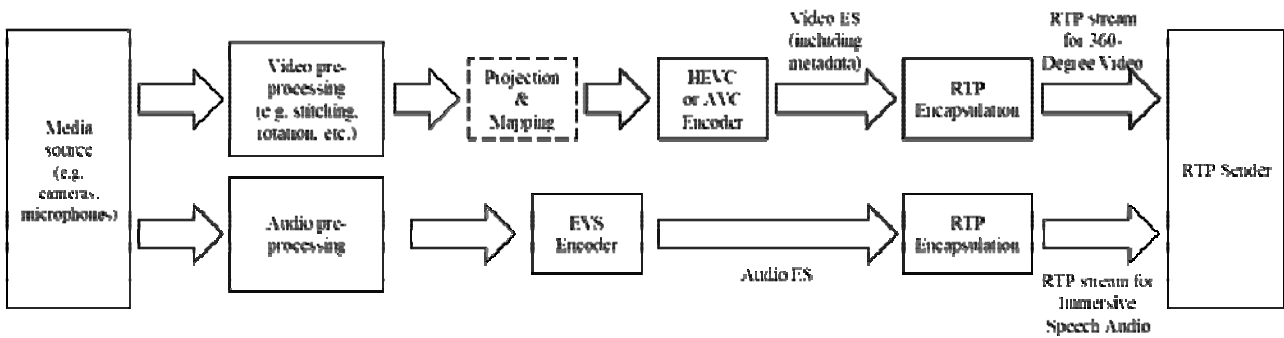 Media
source
(e.g.
cameras,
microphones)
Video pre-
processing
(e.g. stitching,
rotation, etc.)
Projection
&
Mapping
HEVC
or AVC
Encoder
Video ES
(including
metadata)
RTP
Encapsulation
RTP stream
for 360-
Degree Video
Audio pre-
processing
EVS
Encoder
Audio ES
RTP
Encapsulation
RTP stream for
Immersive
Speech Audio
RTP Sender